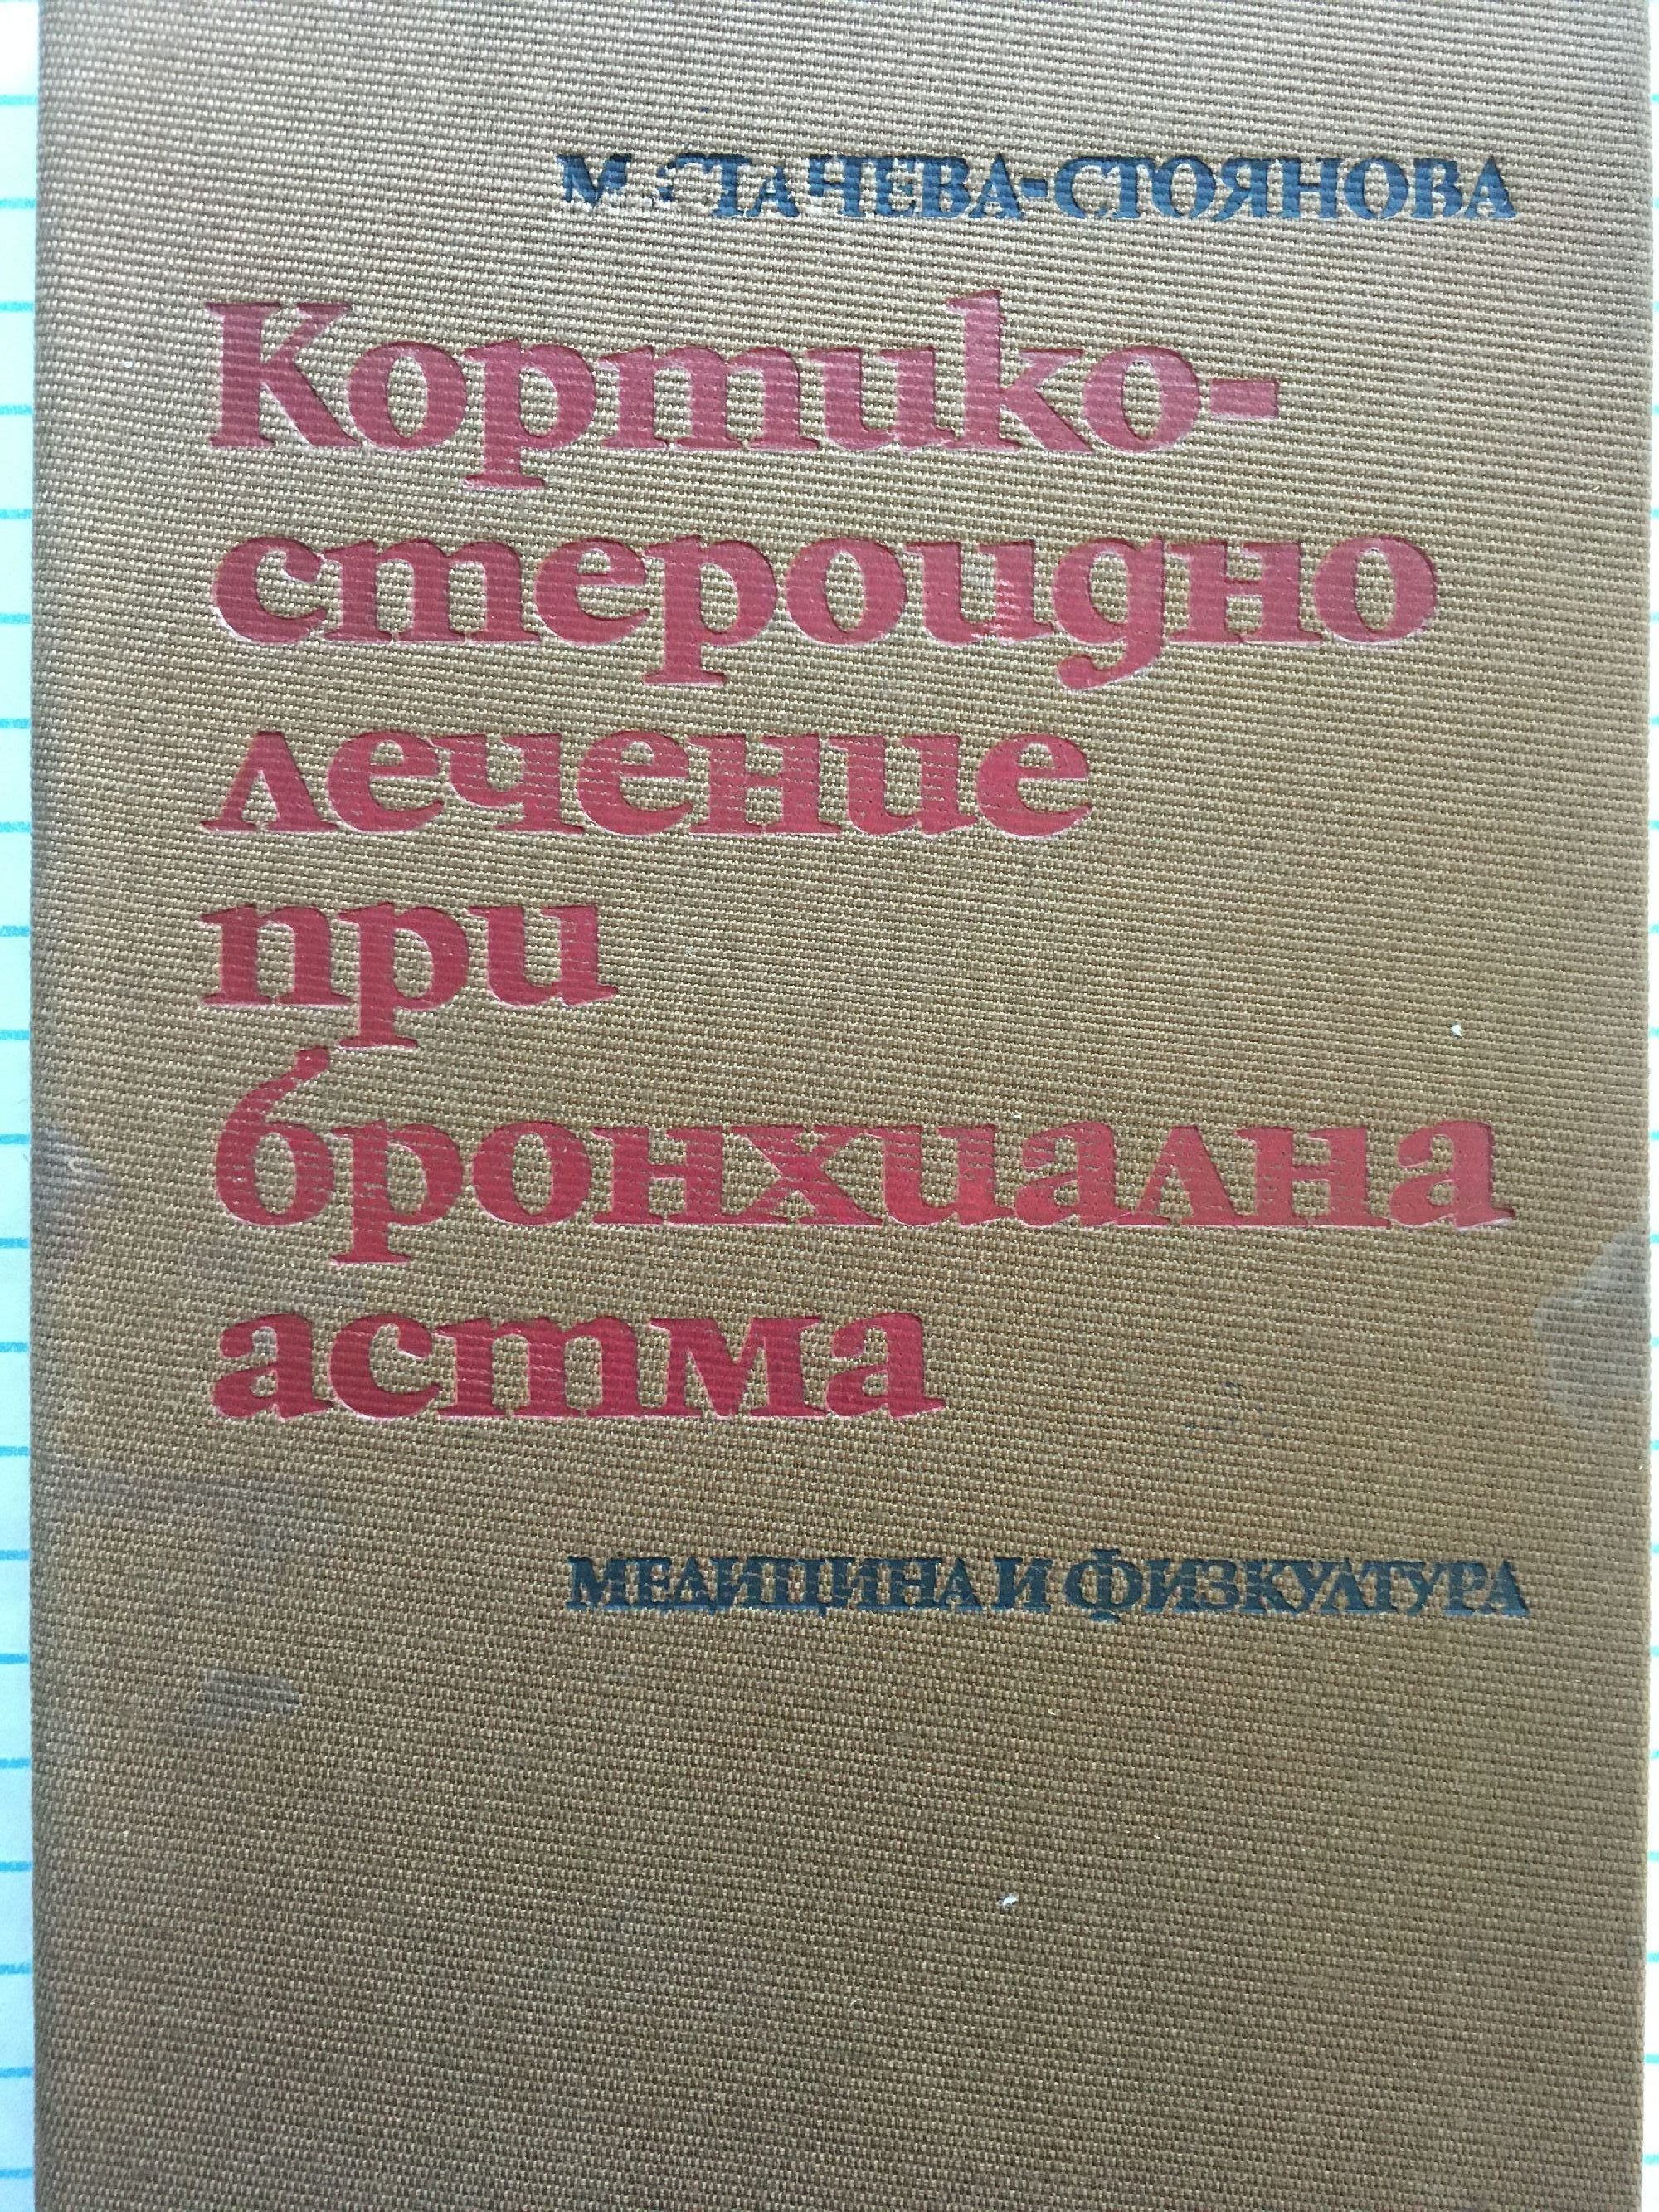 М. СТАЧЕВА-СТОЯНОВА
Кортико-
стероидно
лечение
при
бронхиална
астма
МЕДИЦИНА И ФИЗКУЛТУРА